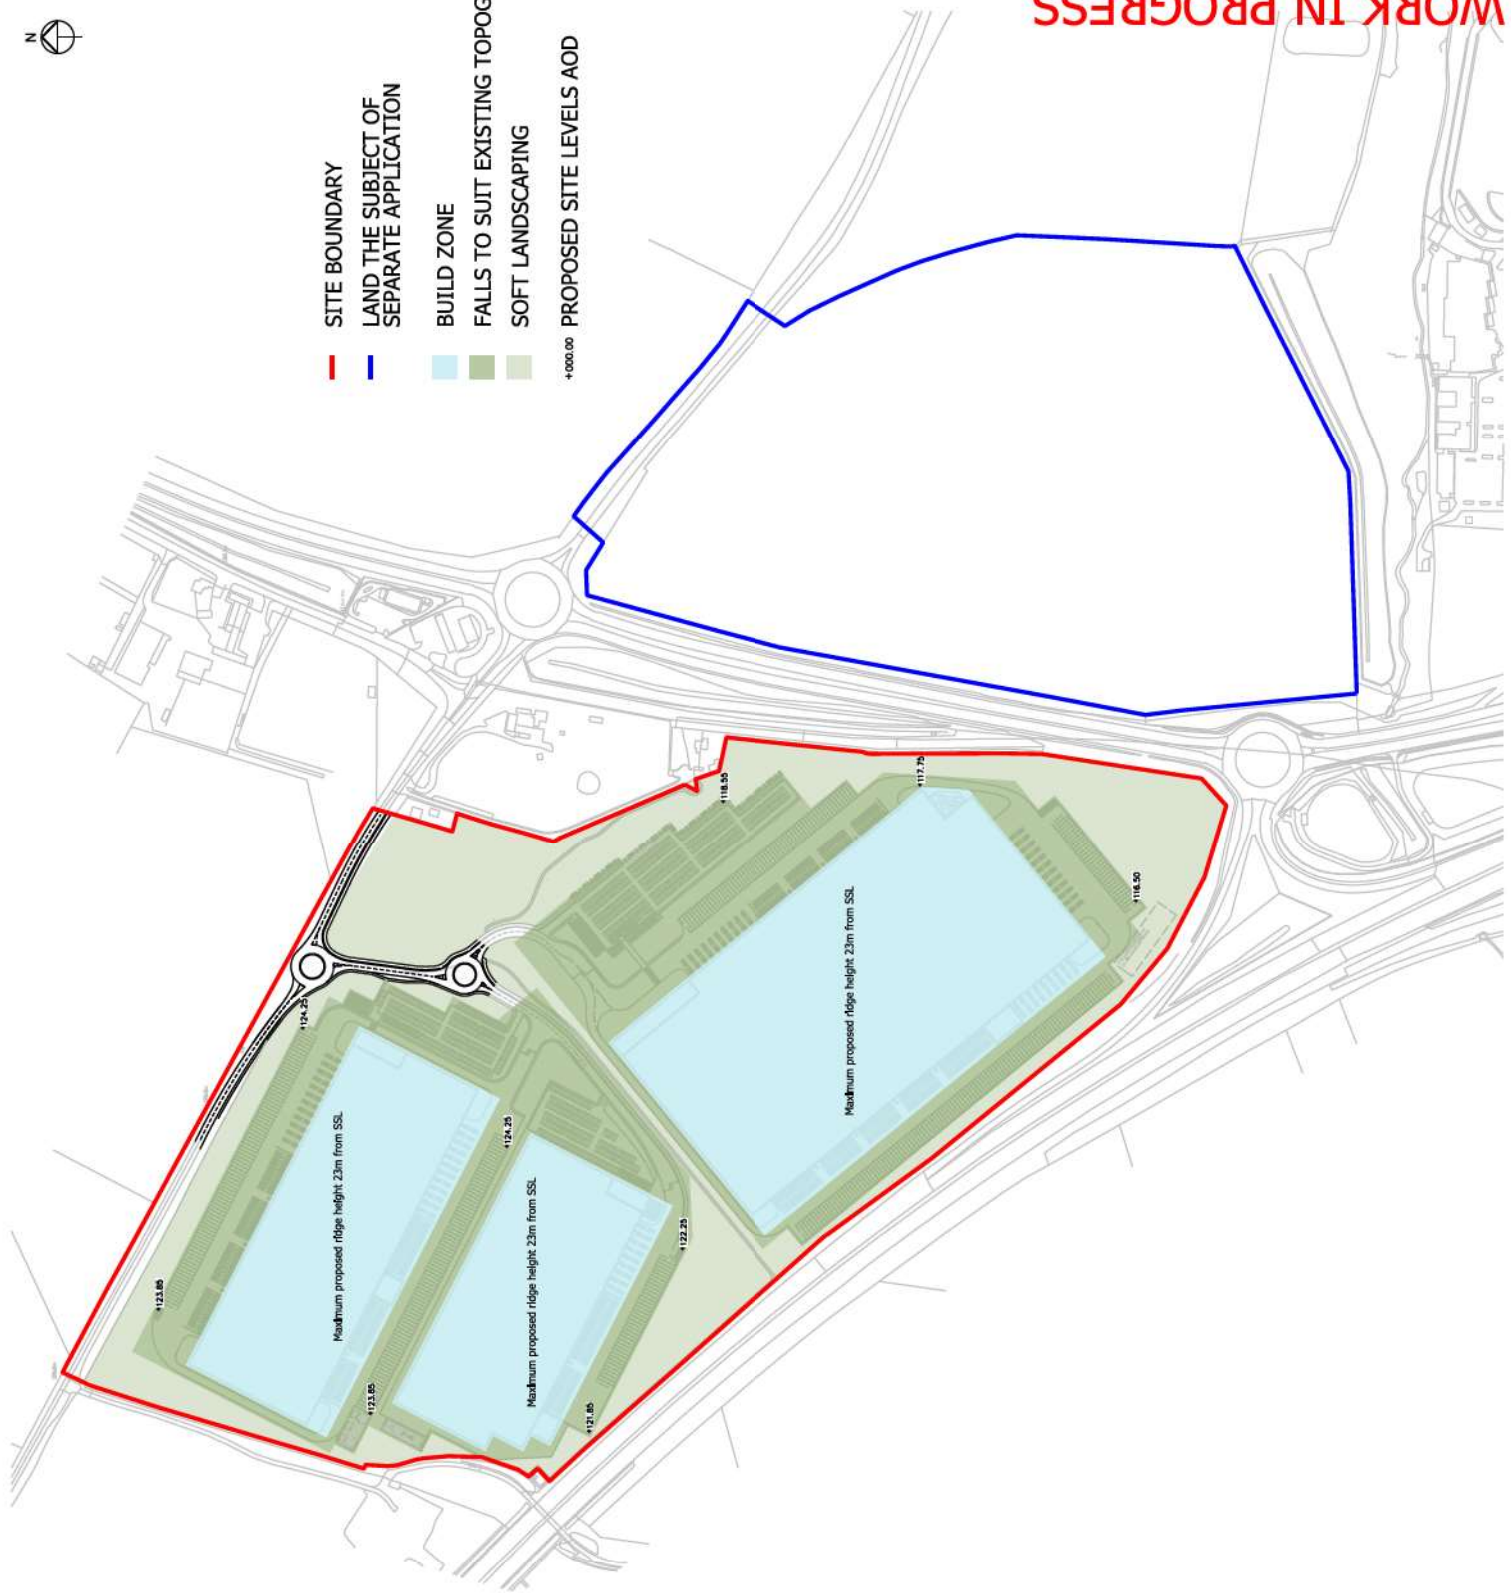 WORK IN PROGRESS
N
SITE BOUNDARY
LAND THE SUBJECT OF
SEPARATE APPLICATION
BUILD ZONE
FALLS TO SUIT EXISTING TOPOG
SOFT LANDSCAPING
+000.00 PROPOSED SITE LEVELS AOD
+123.85
+124.25
Maximum proposed ridge height 23m from SSL
+123.85
+124.25
Maximum proposed ridge height 23m from SSL
+121.85
+122.25
+118.55
Maximum proposed ridge height 23m from SSL
+117.75
+116.50